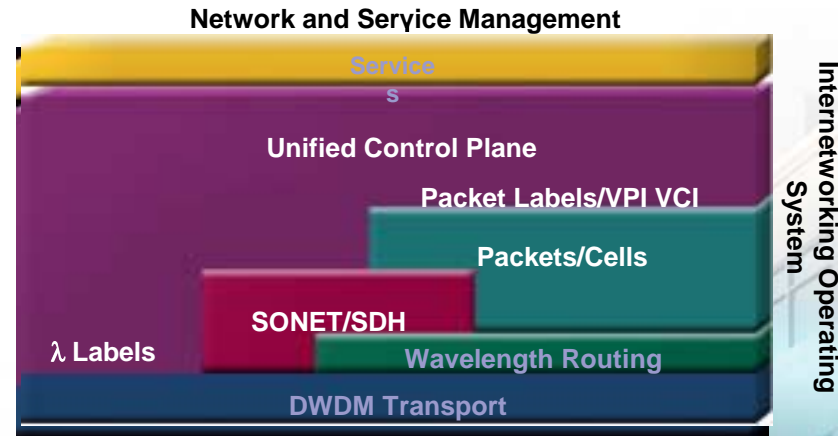 Network and Serγice Management
Service
s
Unified Control Plane
Packet Labels/VPI VCI
Packets/Cells
SONET/SDH
λ Labels
Wavelength Routing
DWDM Transport
Internetworking Operating
System